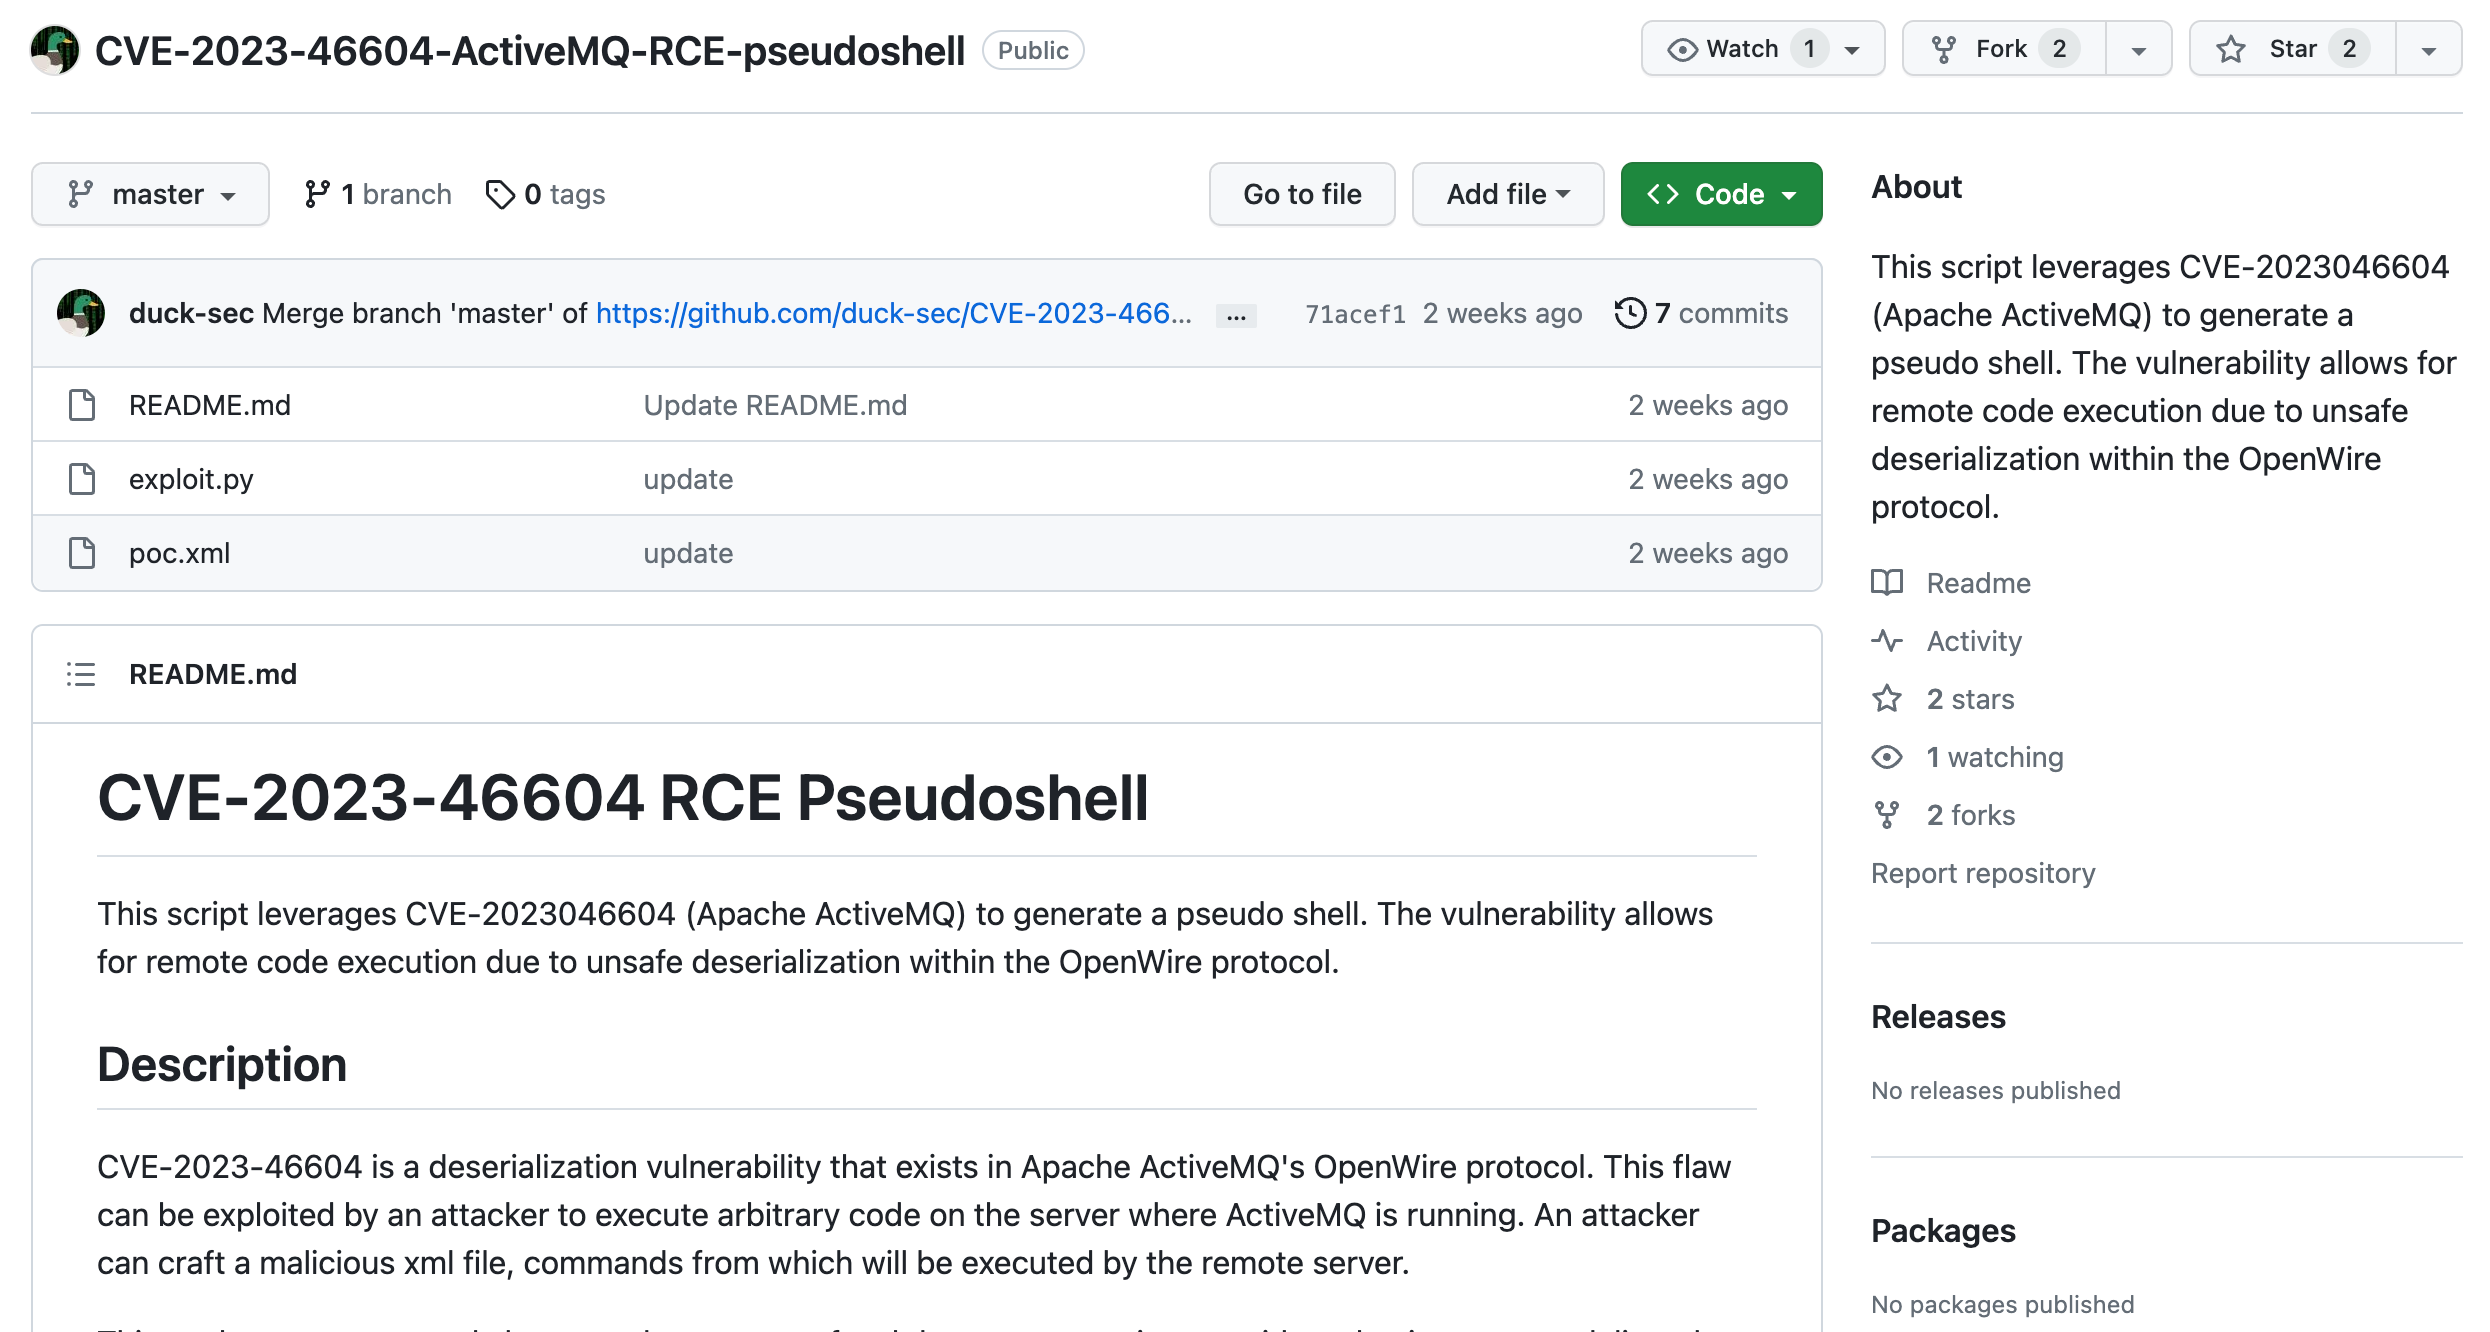 CVE-2023-46604-ActiveMQ-RCE-pseudoshell Public Watch 1 Fork 2 Star 2
master 1 branch 0 tags Go to file Add file Code
duck-sec Merge branch 'master' of https://github.com/duck-sec/CVE-2023-466... ... 71acef1 2 weeks ago 7 commits
README.md Update README.md 2 weeks ago
exploit.py update 2 weeks ago
poc.xml update 2 weeks ago
README.md
CVE-2023-46604 RCE Pseudoshell
This script leverages CVE-2023046604 (Apache ActiveMQ) to generate a pseudo shell. The vulnerability allows
for remote code execution due to unsafe deserialization within the OpenWire protocol.
Description
CVE-2023-46604 is a deserialization vulnerability that exists in Apache ActiveMQ's OpenWire protocol. This flaw
can be exploited by an attacker to execute arbitrary code on the server where ActiveMQ is running. An attacker
can craft a malicious xml file, commands from which will be executed by the remote server.
About
This script leverages CVE-2023046604
(Apache ActiveMQ) to generate a
pseudo shell. The vulnerability allows for
remote code execution due to unsafe
deserialization within the OpenWire
protocol.
Readme
Activity
2 stars
1 watching
2 forks
Report repository
Releases
No releases published
Packages
No packages published